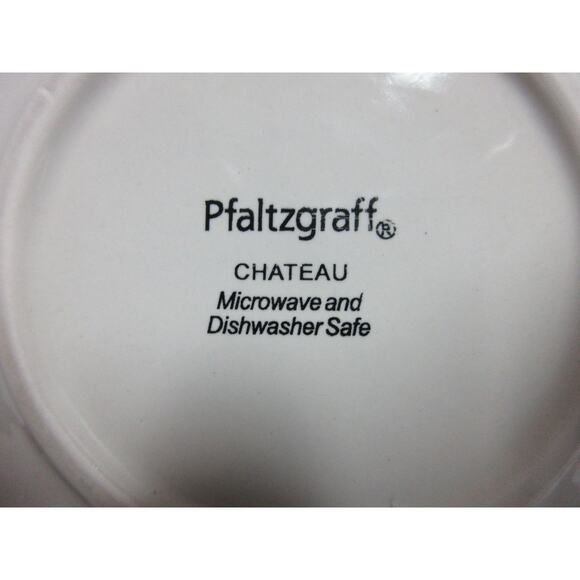 Pfaltzgraff®
CHATEAU
Microwave and
Dishwasher Safe